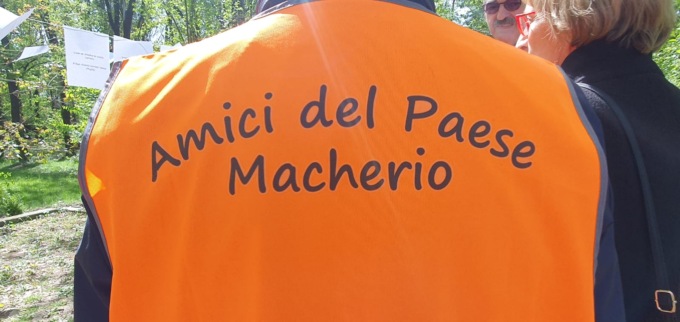 Amici del Paese
Macherio